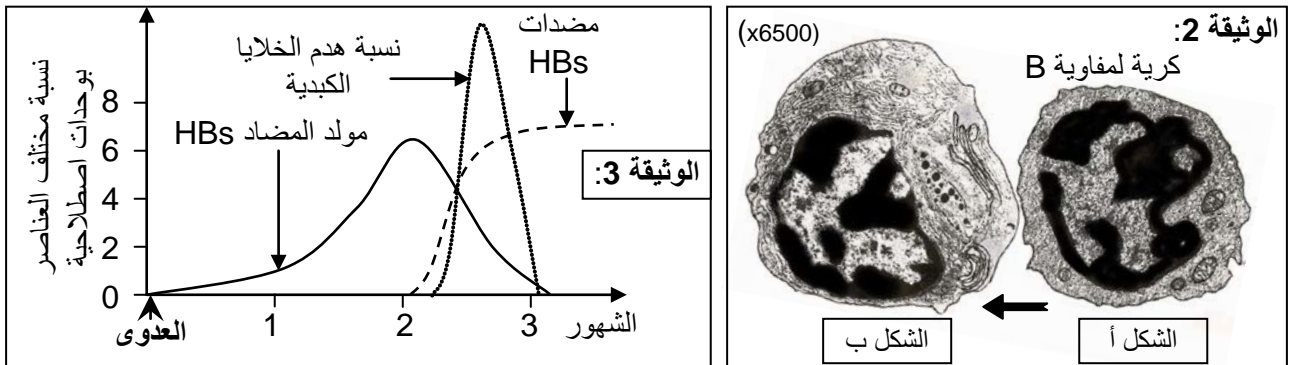 الوثيقة 2:
(x6500)
كرية لمفاوية B
الشكل أ
الشكل ب
مضدات
HBs
نسبة هدم الخلايا
الكبدية
مولد المضاد HBs
الوثيقة 3:
نسبة مختلف العناصر
بوحدات اصطلاحية
8
6
4
2
0
1
2
3
الشهور
العدوى